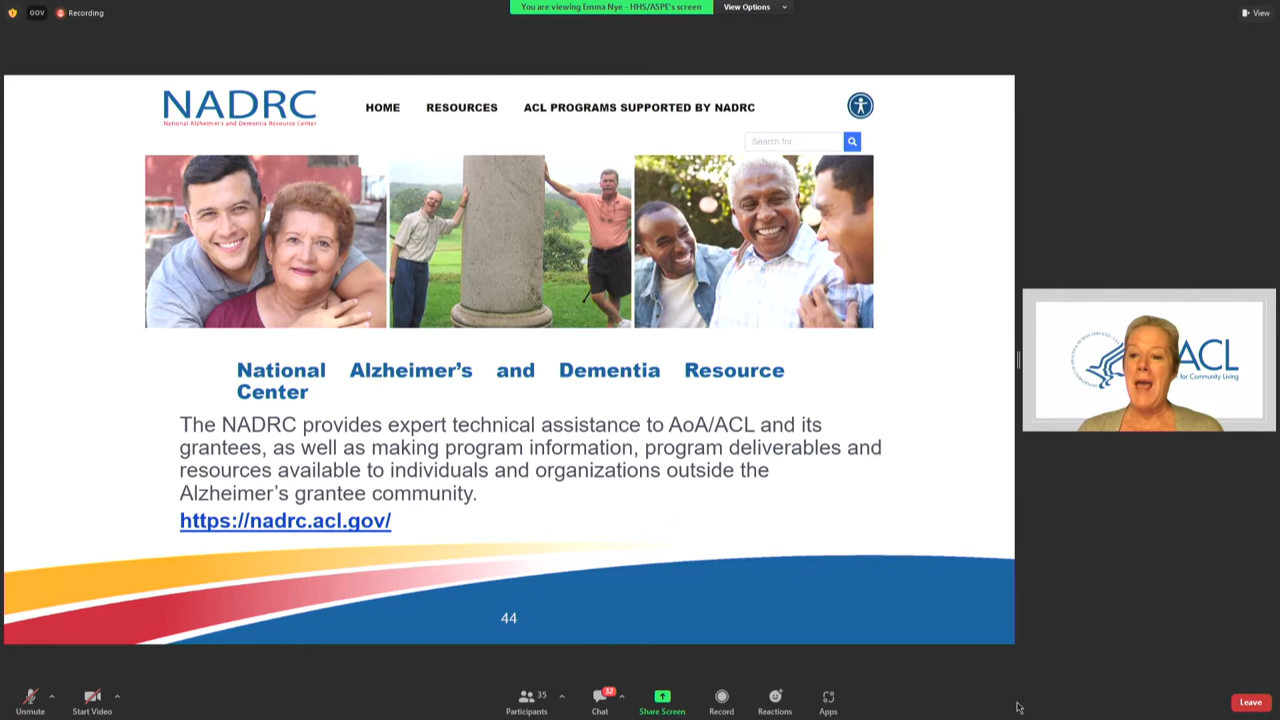 GOV
Recording
You are viewing Emma Nye - HHS/ASPE's screen
View Options
View
NADRC
National Alzheimer's and Dementia Resource Center
HOME
RESOURCES
ACL PROGRAMS SUPPORTED BY NADRC
Search for
National Alzheimer's and Dementia Resource
Center
The NADRC provides expert technical assistance to AoA/ACL and its
grantees, as well as making program information, program deliverables and
resources available to individuals and organizations outside the
Alzheimer's grantee community.
https://nadrc.acl.gov/
44
ACL
for Community Living
Unmute
Start Video
35
Participants
32
Chat
Share Screen
Record
Reactions
Apps
Leave